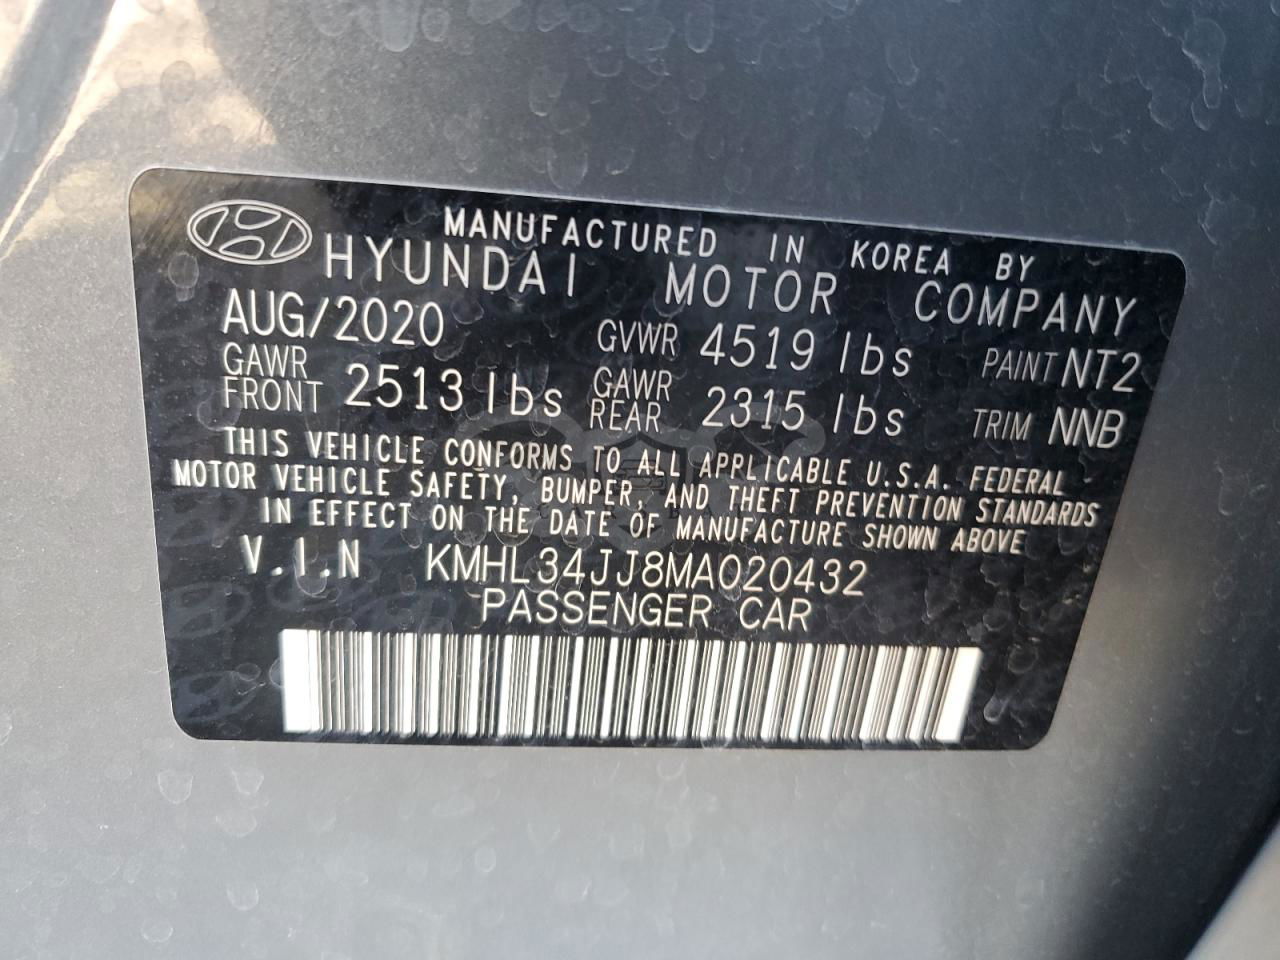 MANUFACTURED IN KOREA BY
HYUNDAI MOTOR COMPANY
AUG/2020 GVWR 4519 lbs PAINT NT2
GAWR FRONT 2513 lbs GAWR REAR 2315 lbs TRIM NNB
THIS VEHICLE CONFORMS TO ALL APPLICABLE U.S.A. FEDERAL
MOTOR VEHICLE SAFETY, BUMPER, AND THEFT PREVENTION STANDARDS
IN EFFECT ON THE DATE OF MANUFACTURE SHOWN ABOVE
V.I.N KMHL34JJ8MA020432
PASSENGER CAR